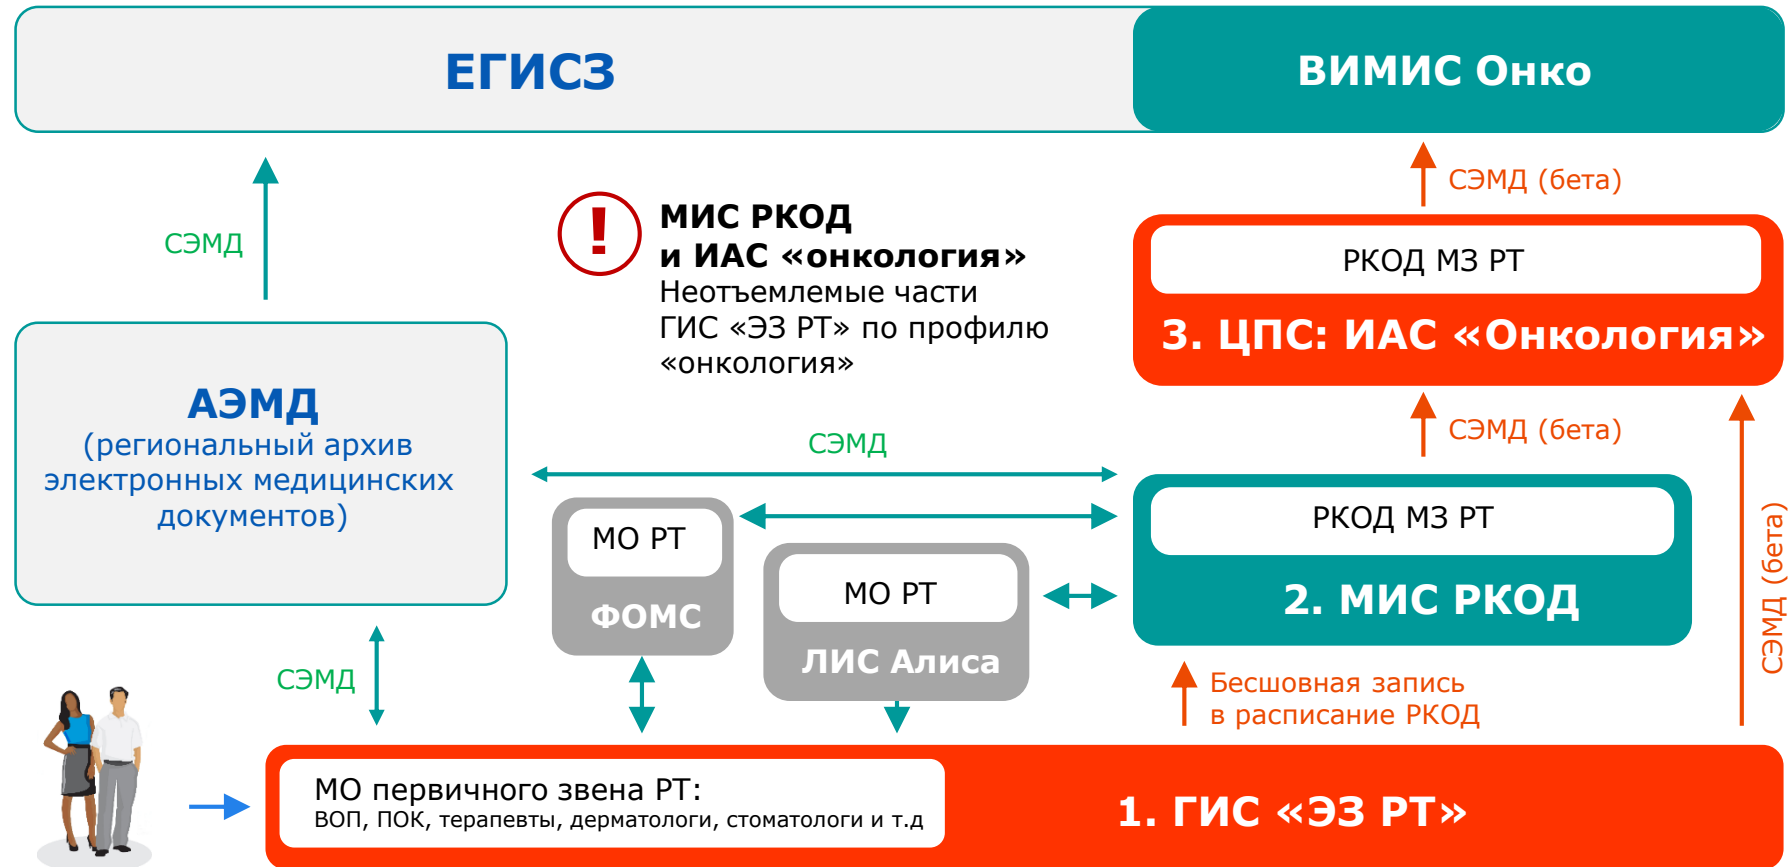 ЕГИСЗ
ВИМИС Онко
СЭМД
!
МИС РКОД
и ИАС «онкология»
Неотъемлемые части
ГИС «ЭЗ РТ» по профилю
«онкология»
СЭМД (бета)
РКОД МЗ РТ
3. ЦПС: ИАС «Онкология»
АЭМД
(региональный архив
электронных медицинских
документов)
СЭМД
СЭМД (бета)
МО РТ
ФОМС
МО РТ
ЛИС Алиса
РКОД МЗ РТ
2. МИС РКОД
СЭМД (бета)
СЭМД
Бесшовная запись
в расписание РКОД
МО первичного звена РТ:
ВОП, ПОК, терапевты, дерматологи, стоматологи и т.д
1. ГИС «ЭЗ РТ»